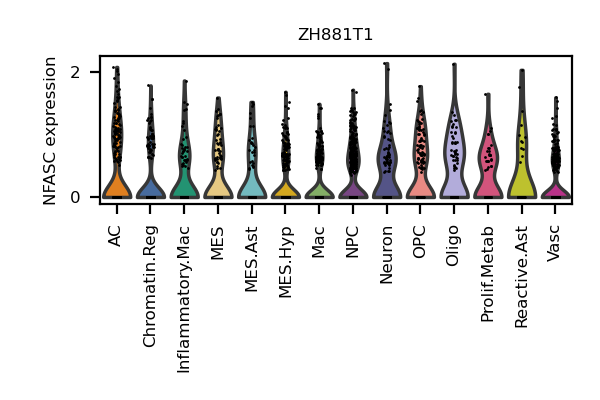 ZH881T1
NFASC expression
2
0
AC
Chromatin.Reg
Inflammatory.Mac
MES
MES.Ast
MES.Hyp
Mac
NPC
Neuron
OPC
Oligo
Prolif.Metab
Reactive.Ast
Vasc